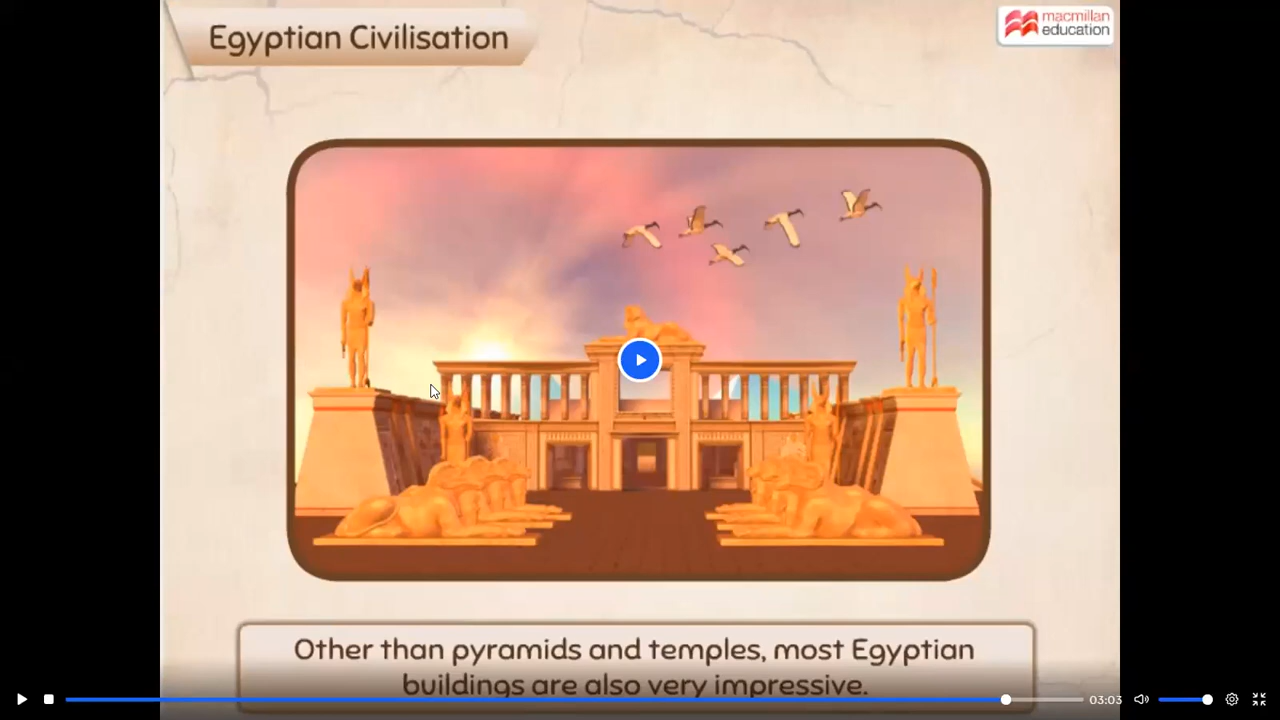 Egyptian Civilisation
macmillan
education
Other than pyramids and temples, most Egyptian
buildings are also very impressive.
03:03